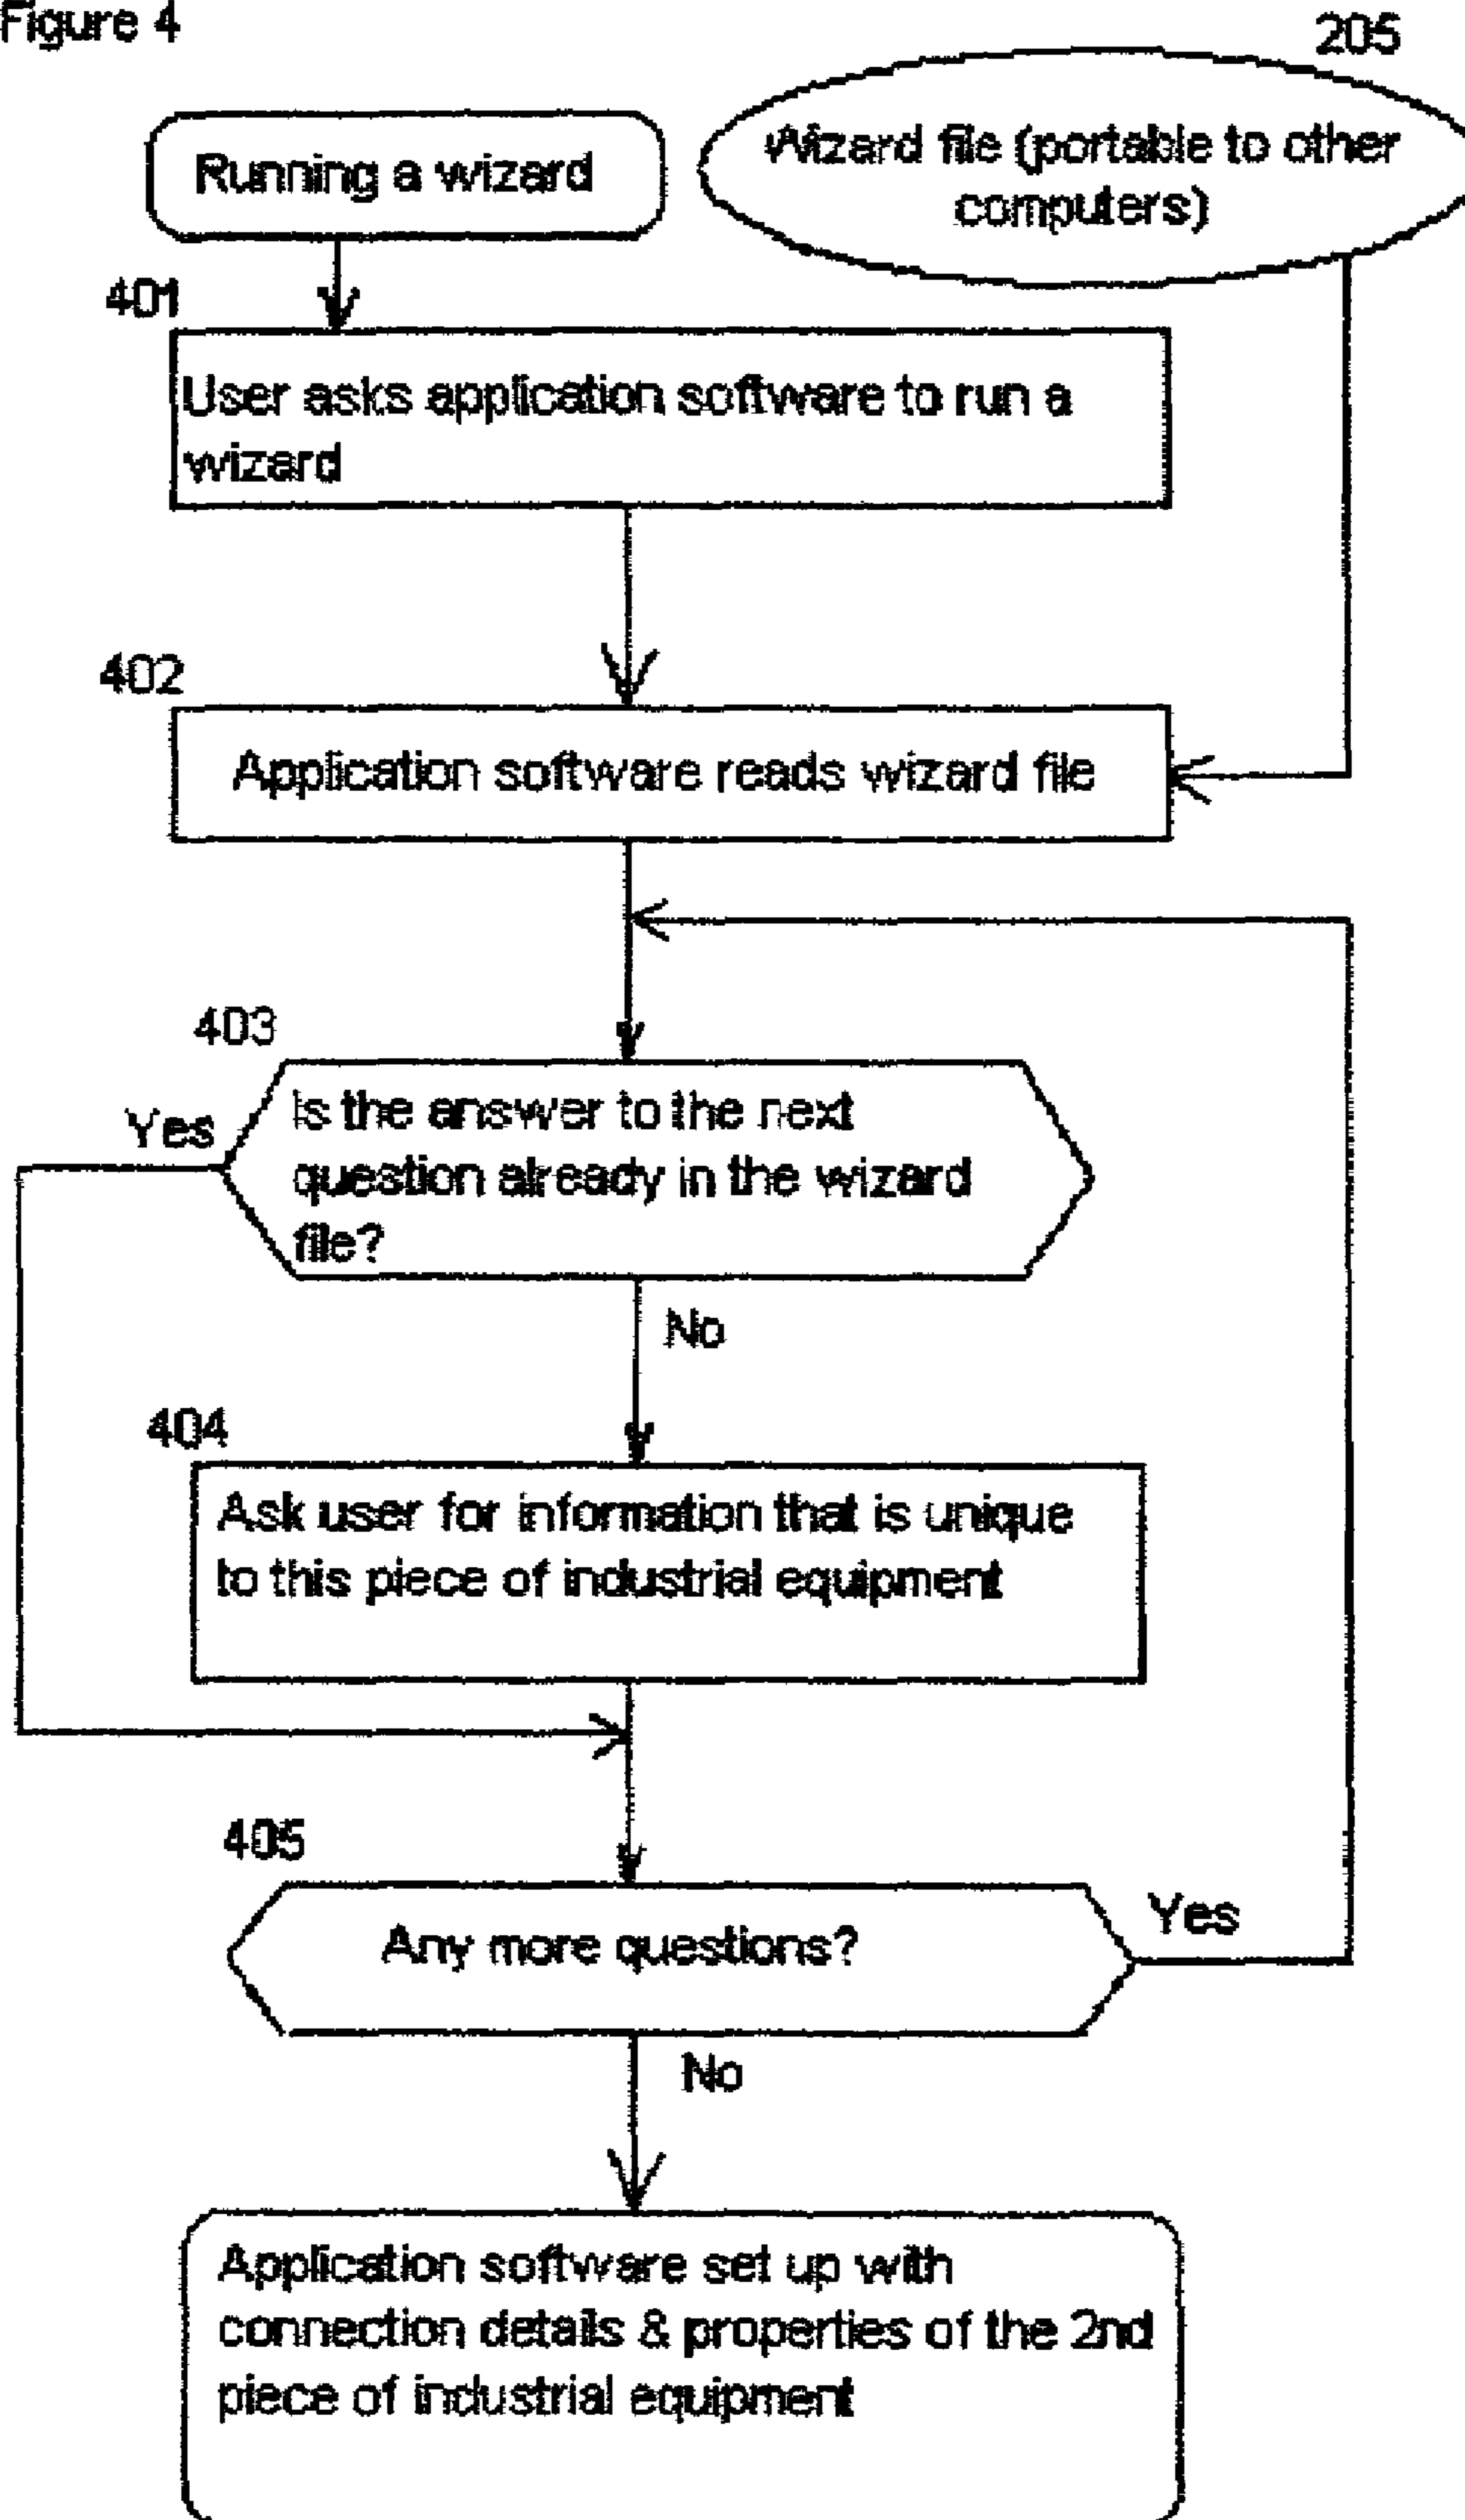 Figure 4
205
Running a wizard
Wizard file (portable to other
computers)
401
User asks application software to run a
wizard
402
Application software reads wizard file
403
Yes
Is the answer to the next
question already in the wizard
file?
No
404
Ask user for information that is unique
to this piece of industrial equipment
405
Any more questions?
Yes
No
Application software set up with
connection details & properties of the 2nd
piece of industrial equipment